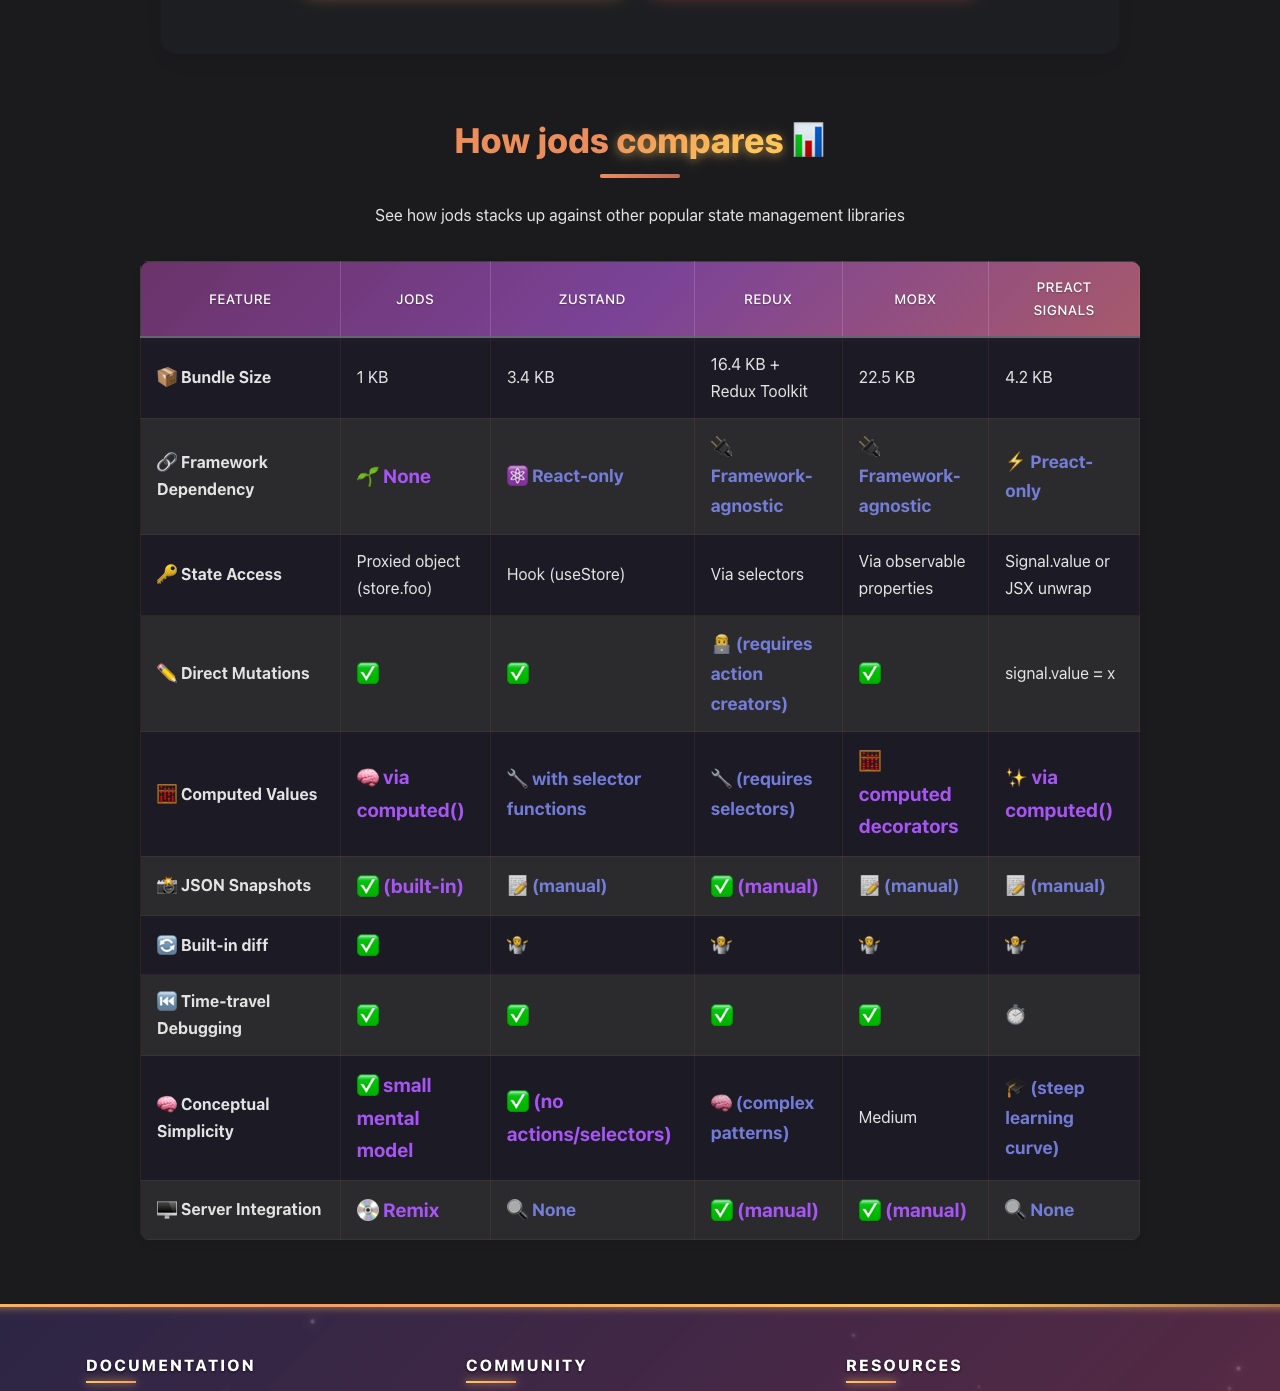 How jods compares 📊
See how jods stacks up against other popular state management libraries
FEATURE
JODS
ZUSTAND
REDUX
MOBX
PREACT
SIGNALS
📦 Bundle Size
1 KB
3.4 KB
16.4 KB +
Redux Toolkit
22.5 KB
4.2 KB
🔗 Framework
Dependency
🌱 None
⚛️ React-only
🔌
Framework-
agnostic
🔌
Framework-
agnostic
⚡ Preact-
only
🔑 State Access
Proxied object
(store.foo)
Hook (useStore)
Via selectors
Via observable
properties
Signal.value or
JSX unwrap
✏️ Direct Mutations
✅
✅
👨‍💻 (requires
action
creators)
✅
signal.value = x
🧮 Computed Values
🧠 via
computed()
🔧 with selector
functions
🔧 (requires
selectors)
🧮
computed
decorators
✨ via
computed()
📸 JSON Snapshots
✅ (built-in)
📝 (manual)
✅ (manual)
📝 (manual)
📝 (manual)
🔄 Built-in diff
✅
🤷
🤷
🤷
🤷
⏮️ Time-travel
Debugging
✅
✅
✅
✅
⏱️
🧠 Conceptual
Simplicity
✅ small
mental
model
✅ (no
actions/selectors)
🧠 (complex
patterns)
Medium
🎓 (steep
learning
curve)
🖥️ Server Integration
💿 Remix
🔍 None
✅ (manual)
✅ (manual)
🔍 None
DOCUMENTATION
COMMUNITY
RESOURCES